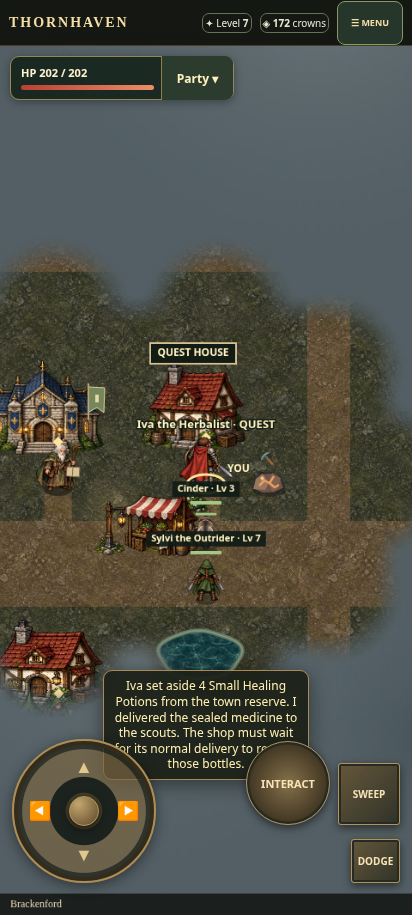 THORNHAVEN
✦ Level 7
◈ 172 crowns
☰ MENU
HP 202 / 202
Party ▾
QUEST HOUSE
Iva the Herbalist · QUEST
YOU
Cinder · Lv 3
Sylvi the Outrider · Lv 7
Iva set aside 4 Small Healing
Potions from the town reserve. I
delivered the sealed medicine to
the scouts. The shop must wait
for its normal delivery to
those bottles.
INTERACT
SWEEP
DODGE
Brackenford